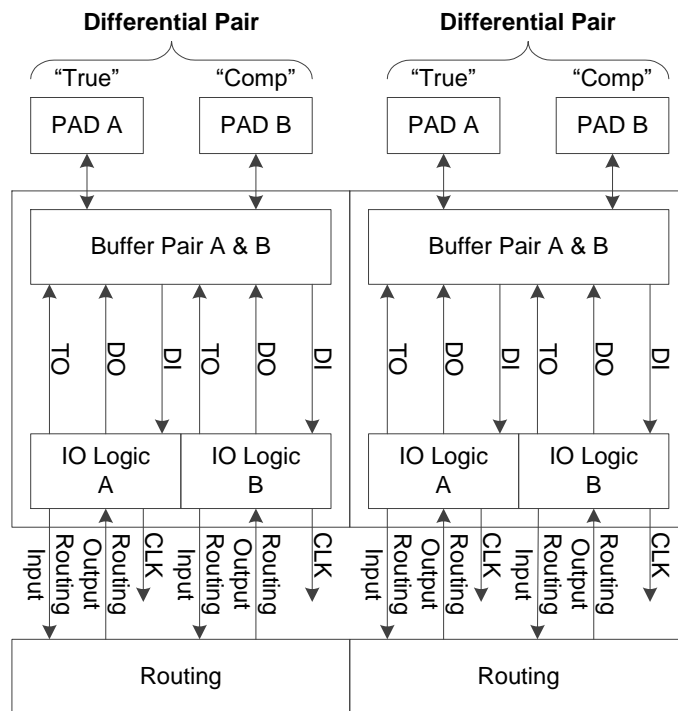 Differential Pair
Differential Pair
“True”
“Comp”
“True”
“Comp”
PAD A
PAD B
PAD A
PAD B
Buffer Pair A & B
Buffer Pair A & B
TO
DO
DI
TO
DO
DI
TO
DO
DI
TO
DO
DI
IO Logic
A
IO Logic
B
IO Logic
A
IO Logic
B
Routing
Input
Routing
Output
CLK
Routing
Input
Routing
Output
CLK
Routing
Input
Routing
Output
CLK
Routing
Input
Routing
Output
CLK
Routing
Routing